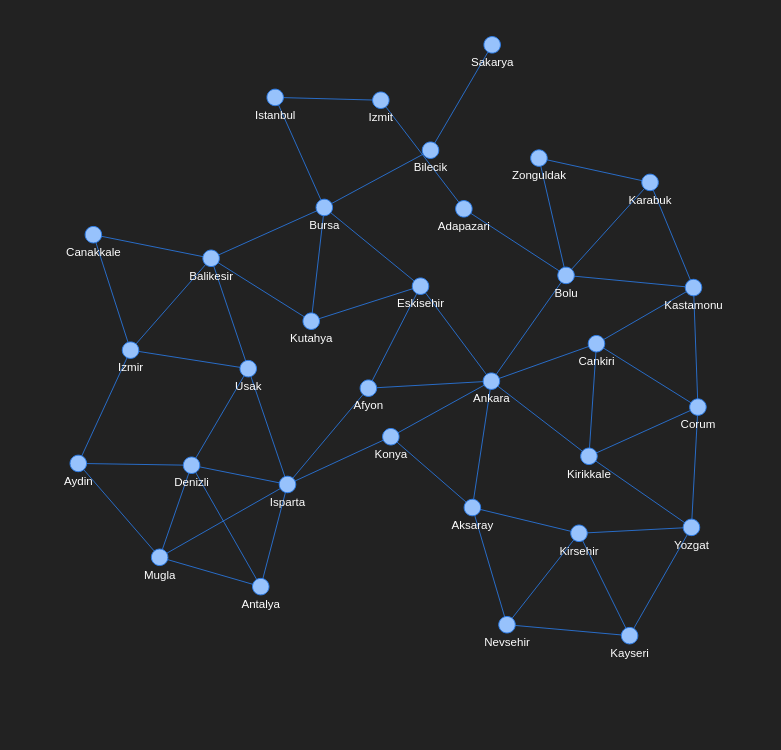 Sakarya
Istanbul
Izmit
Bilecik
Zonguldak
Karabuk
Bursa
Adapazari
Canakkale
Balikesir
Bolu
Eskisehir
Kastamonu
Kutahya
Izmir
Cankiri
Usak
Ankara
Afyon
Corum
Konya
Aydin
Denizli
Kirikkale
Isparta
Aksaray
Kirsehir
Yozgat
Mugla
Antalya
Nevsehir
Kayseri